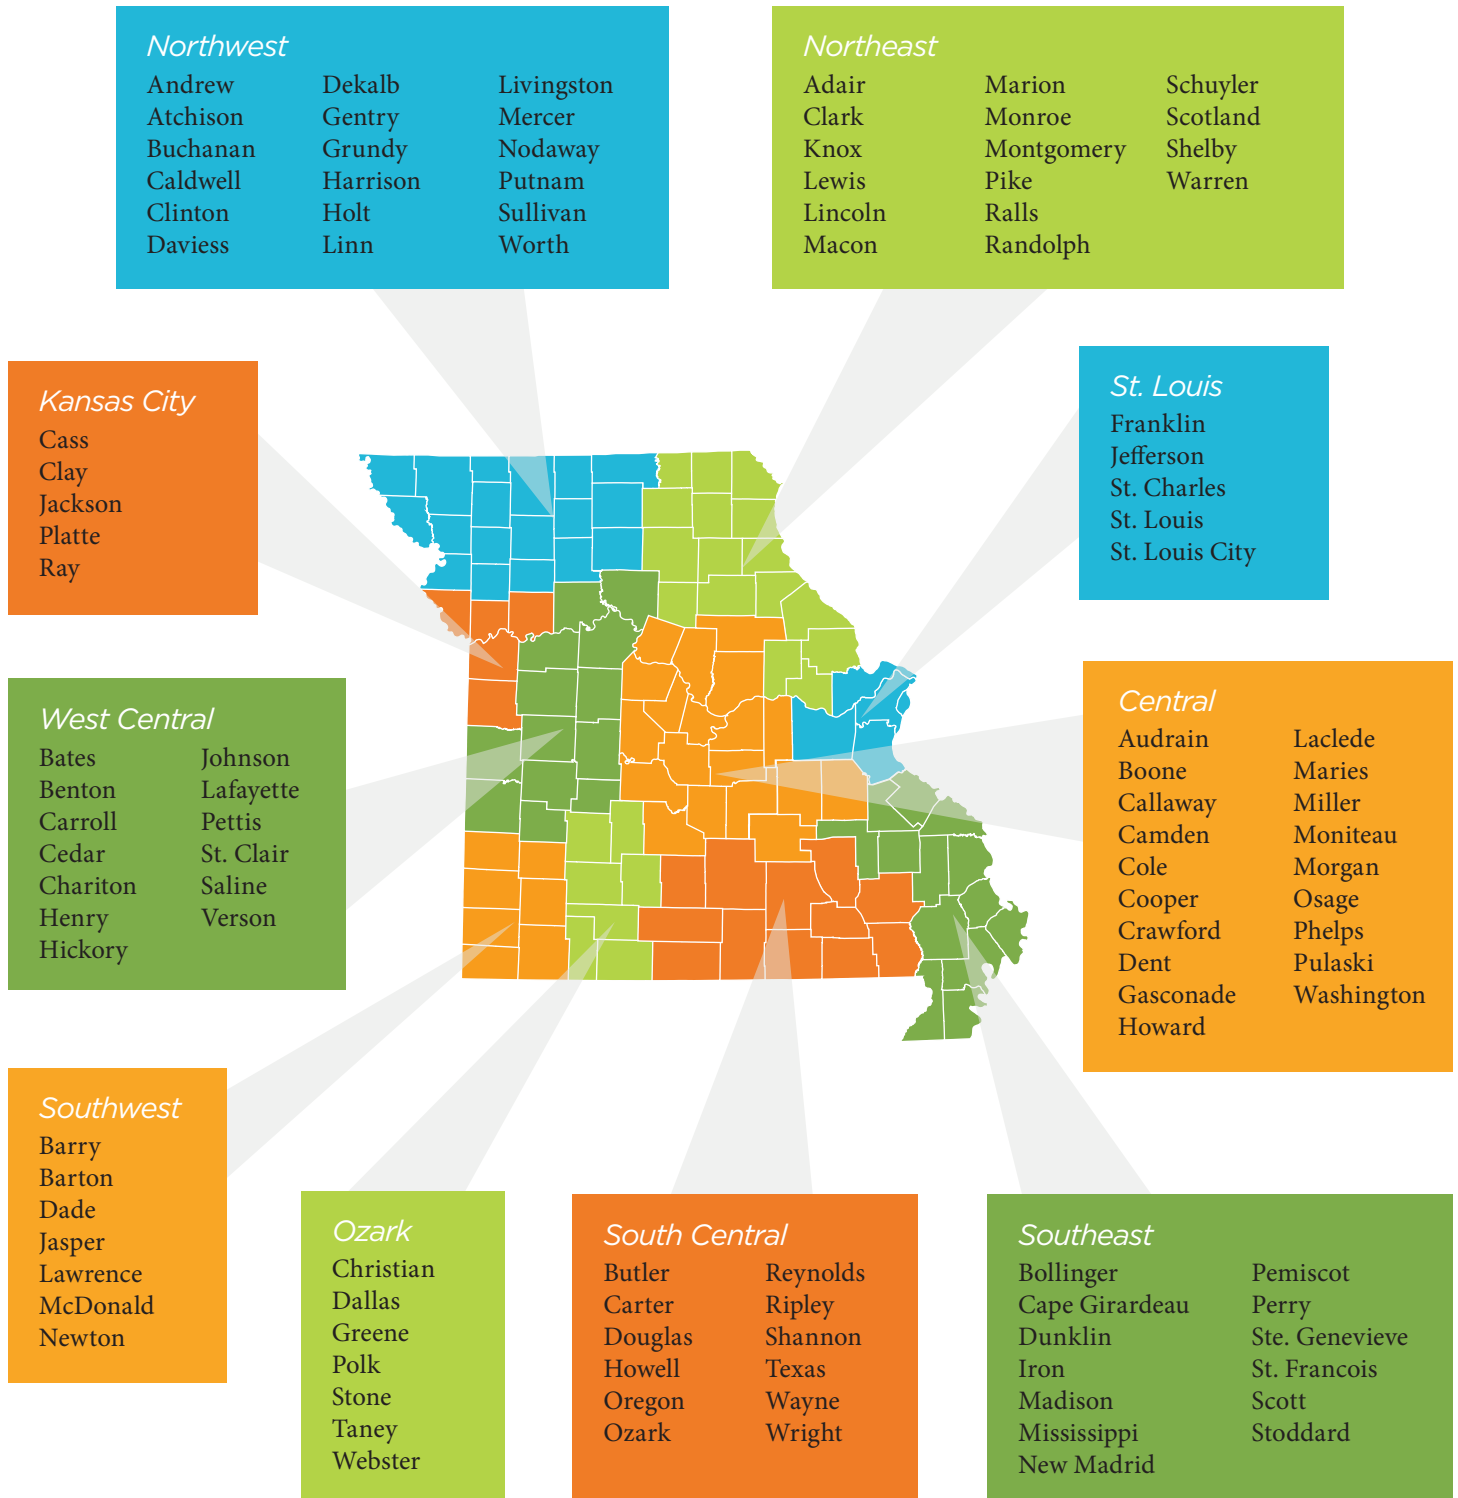 Northwest
Andrew
Atchison
Buchanan
Caldwell
Clinton
Daviess
Dekalb
Gentry
Grundy
Harrison
Holt
Linn
Livingston
Mercer
Nodaway
Putnam
Sullivan
Worth
Northeast
Adair
Clark
Knox
Lewis
Lincoln
Macon
Marion
Monroe
Montgomery
Pike
Ralls
Randolph
Schuyler
Scotland
Shelby
Warren
Kansas City
Cass
Clay
Jackson
Platte
Ray
St. Louis
Franklin
Jefferson
St. Charles
St. Louis
St. Louis City
West Central
Bates
Benton
Carroll
Cedar
Chariton
Henry
Hickory
Johnson
Lafayette
Pettis
St. Clair
Saline
Verson
Central
Audrain
Boone
Callaway
Camden
Cole
Cooper
Crawford
Dent
Gasconade
Howard
Laclede
Maries
Miller
Moniteau
Morgan
Osage
Phelps
Pulaski
Washington
Southwest
Barry
Barton
Dade
Jasper
Lawrence
McDonald
Newton
Ozark
Christian
Dallas
Greene
Polk
Stone
Taney
Webster
South Central
Butler
Carter
Douglas
Howell
Oregon
Ozark
Reynolds
Ripley
Shannon
Texas
Wayne
Wright
Southeast
Bollinger
Cape Girardeau
Dunklin
Iron
Madison
Mississippi
New Madrid
Pemiscot
Perry
Ste. Genevieve
St. Francois
Scott
Stoddard